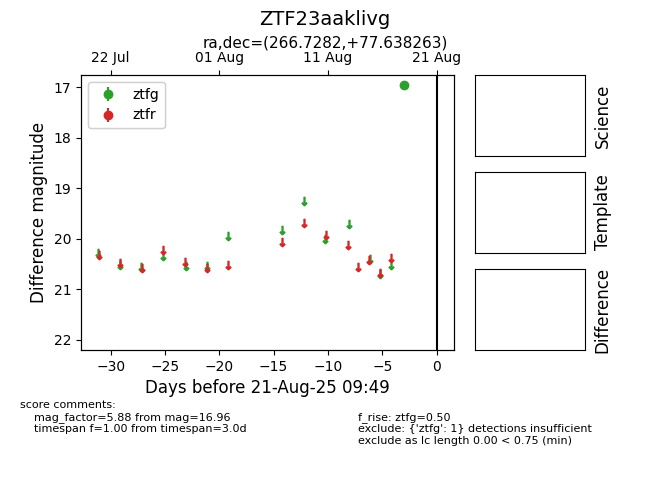 ZTF23aaklivg
ra,dec=(266.7282,+77.638263)
22 Jul 01 Aug 11 Aug 21 Aug
ztfg
ztfr
17
18
19
20
21
22
Difference magnitude
−30 −25 −20 −15 −10 −5 0
Days before 21-Aug-25 09:49
Science
Template
Difference
score comments:
mag_factor=5.88 from mag=16.96
timespan f=1.00 from timespan=3.0d
f_rise: ztfg=0.50
exclude: {'ztfg': 1} detections insufficient
exclude as lc length 0.00 < 0.75 (min)